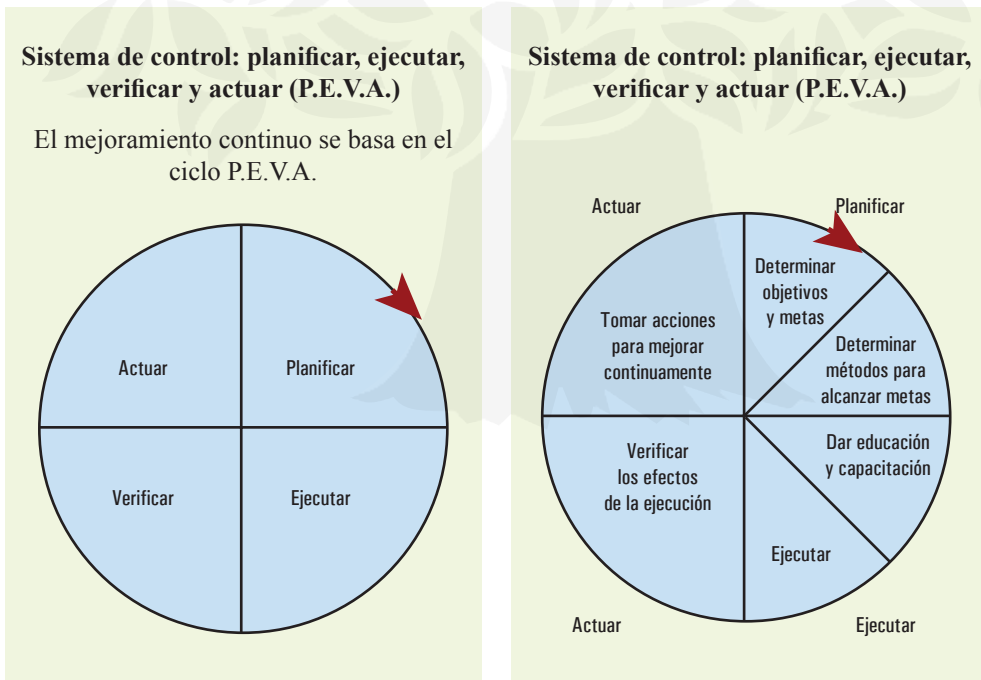 Sistema de control: planificar, ejecutar,
verificar y actuar (P.E.V.A.)
El mejoramiento continuo se basa en el
ciclo P.E.V.A.
Actuar
Planificar
Verificar
Ejecutar
Sistema de control: planificar, ejecutar,
verificar y actuar (P.E.V.A.)
Actuar
Planificar
Determinar
objetivos
y metas
Tomar acciones
para mejorar
continuamente
Determinar
métodos para
alcanzar metas
Verificar
los efectos
de la ejecución
Dar educación
y capacitación
Ejecutar
Actuar
Ejecutar